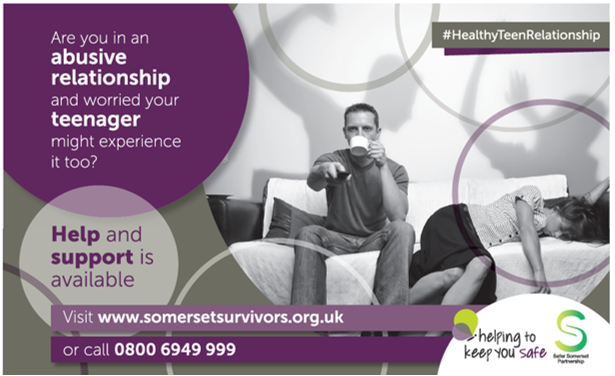 #HealthyTeenRelationship
Are you in an
abusive
relationship
and worried your
teenager
might experience
it too?
Help and
support is
available
Visit www.somersetsurvivors.org.uk
or call 0800 6949 999
helping to
keep you safe
Safer Somerset
Partnership